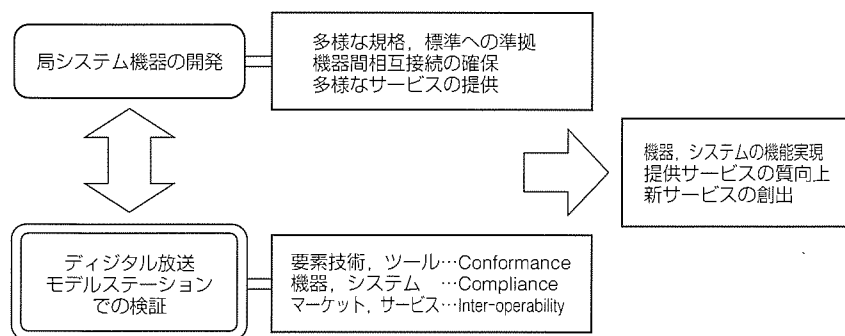 局システム機器の開発
多様な規格，標準への準拠
機器間相互接続の確保
多様なサービスの提供
機器，システムの機能実現
提供サービスの質向上
新サービスの創出
ディジタル放送
モデルステーション
での検証
要素技術，ツール…Conformance
機器，システム …Compliance
マーケット，サービス…Inter-operability